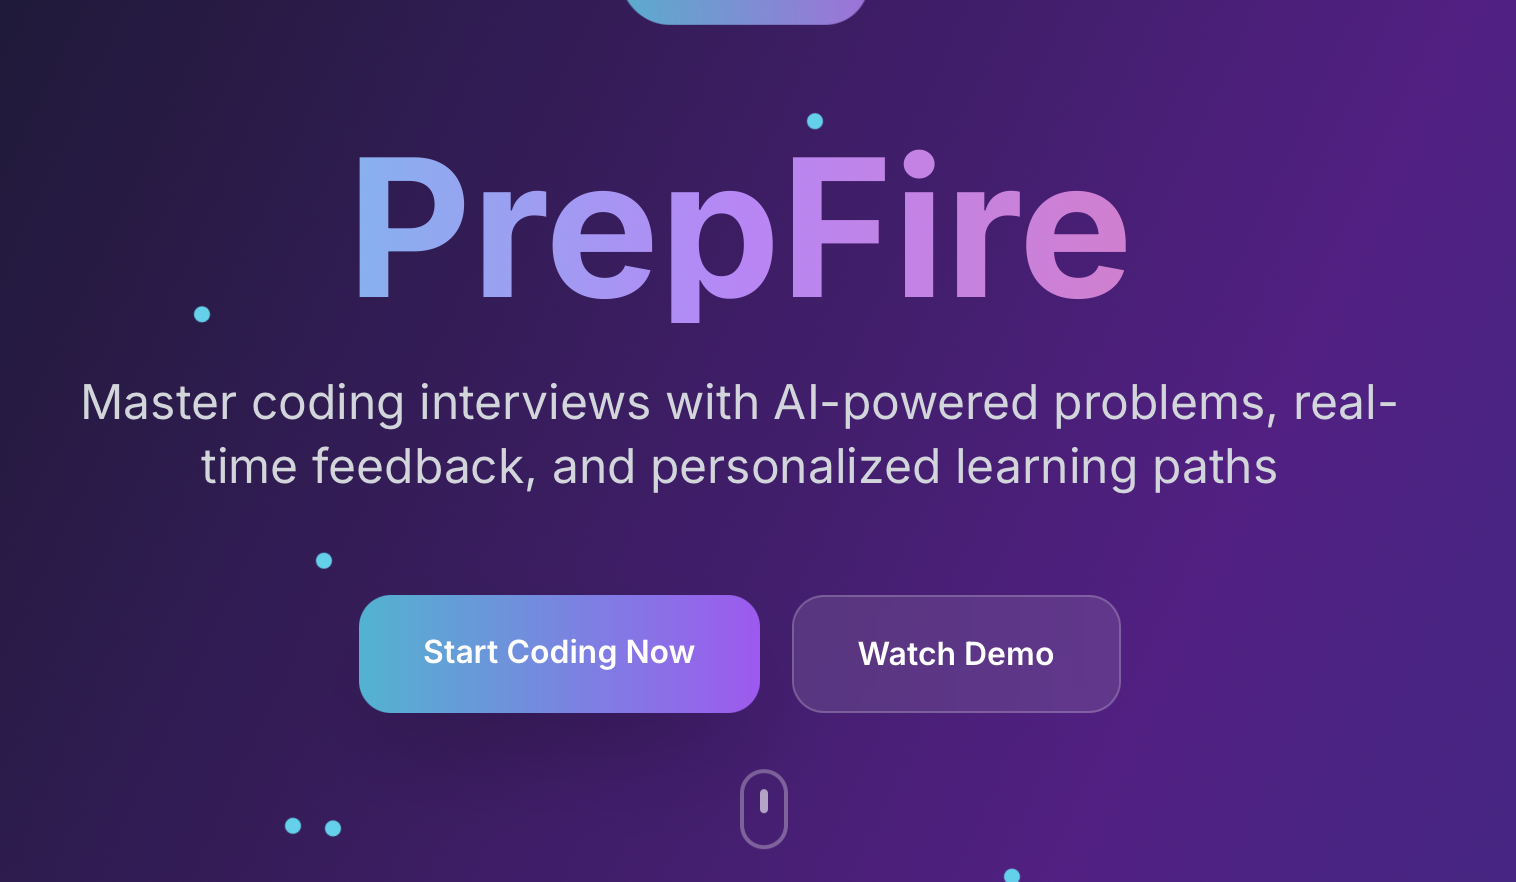 PrepFire
Master coding interviews with AI-powered problems, real-
time feedback, and personalized learning paths
Start Coding Now
Watch Demo